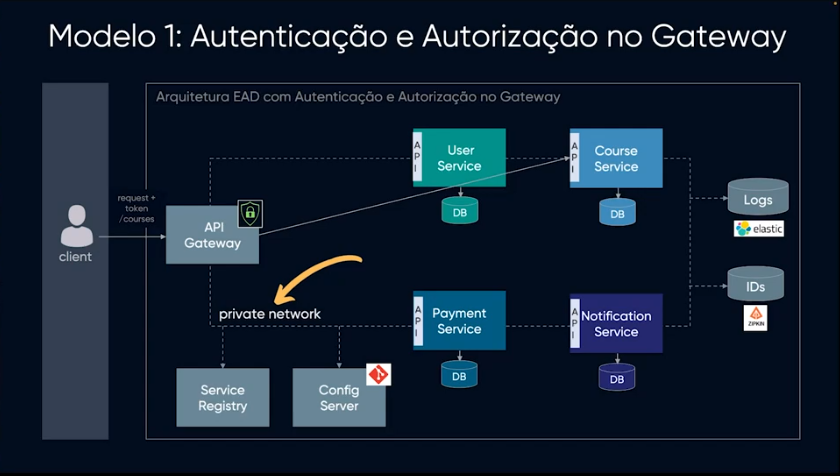 Modelo 1: Autenticação e Autorização no Gateway
Arquitetura EAD com Autenticação e Autorização no Gateway
request +
token
/courses
client
API
Gateway
private network
Service
Registry
Config
Server
API
User
Service
DB
API
Course
Service
DB
API
Payment
Service
DB
API
Notification
Service
DB
Logs
elastic
IDs
ZIPKIN